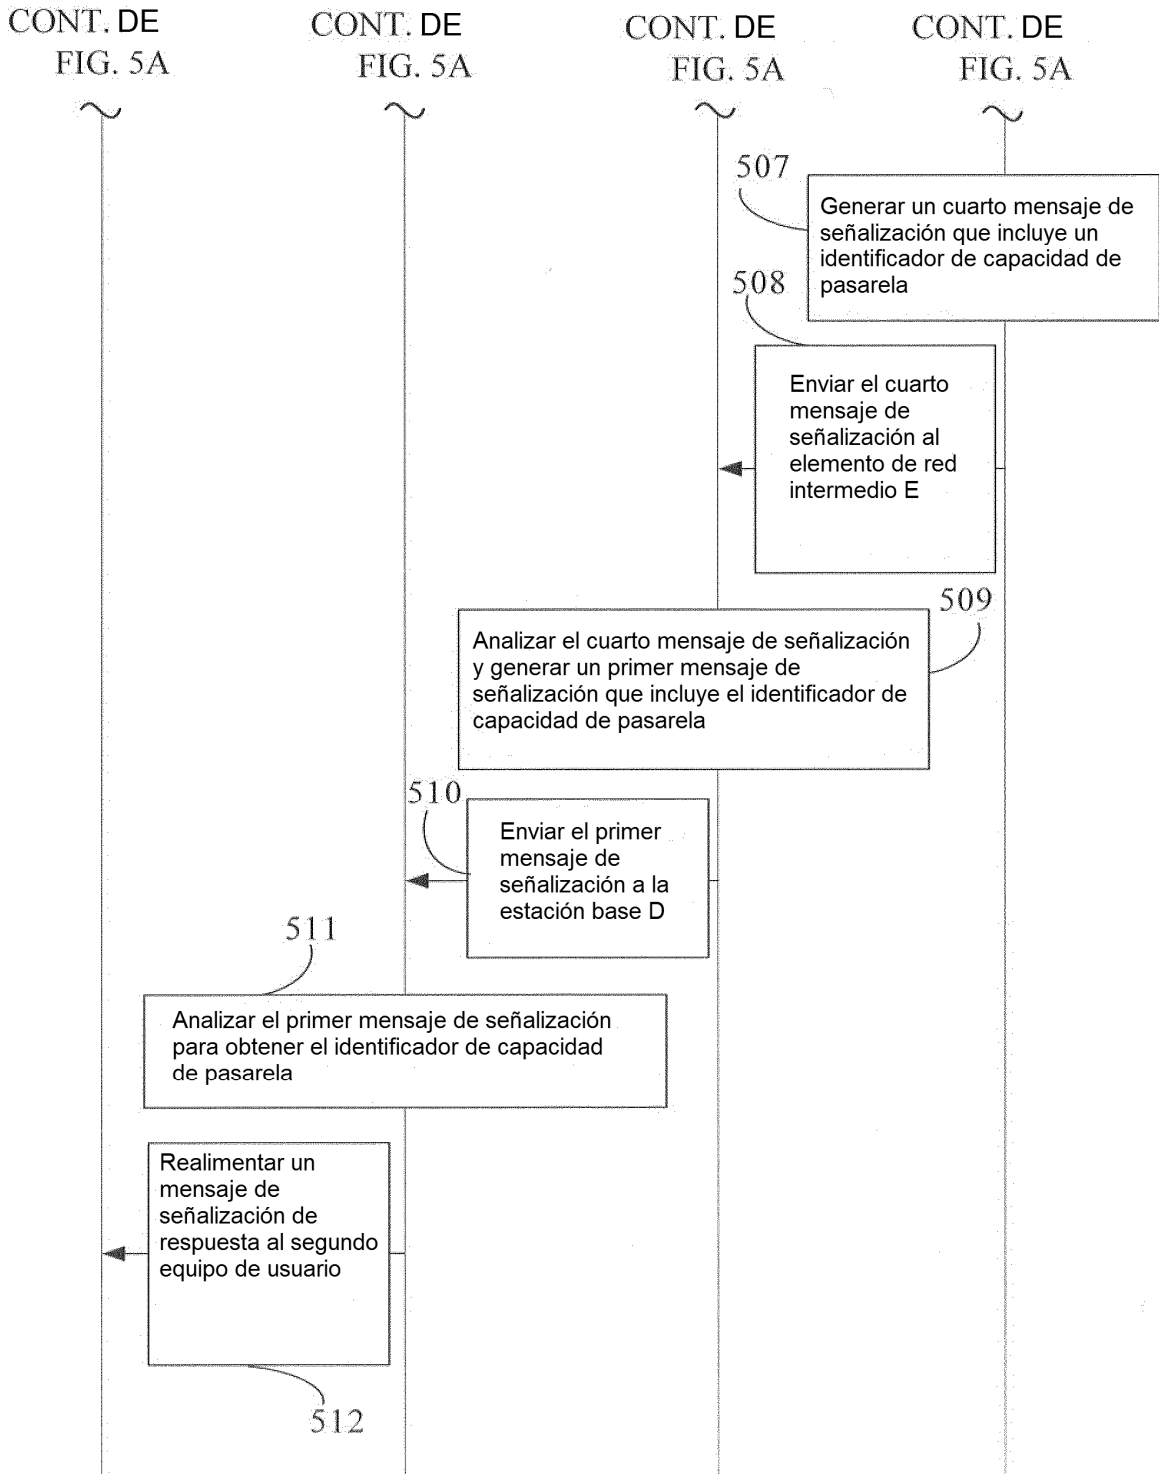 CONT. DE
FIG. 5A
CONT. DE
FIG. 5A
CONT. DE
FIG. 5A
CONT. DE
FIG. 5A
507
Generar un cuarto mensaje de
señalización que incluye un
identificador de capacidad de
pasarela
508
Enviar el cuarto
mensaje de
señalización al
elemento de red
intermedio E
509
Analizar el cuarto mensaje de señalización
y generar un primer mensaje de
señalización que incluye el identificador de
capacidad de pasarela
510
Enviar el primer
mensaje de
señalización a la
estación base D
511
Analizar el primer mensaje de señalización
para obtener el identificador de capacidad
de pasarela
Realimentar un
mensaje de
señalización de
respuesta al segundo
equipo de usuario
512